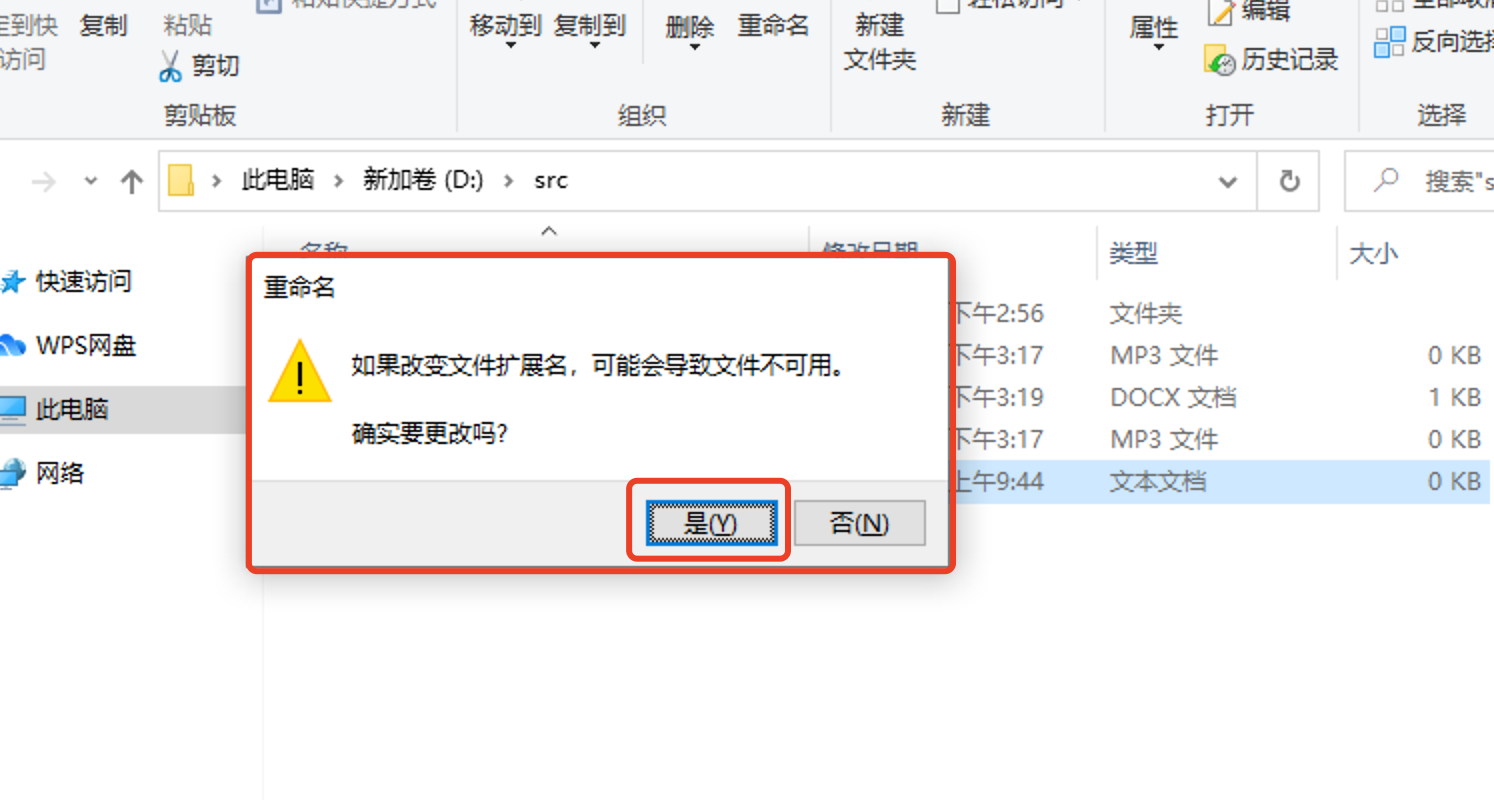 到快
访问
复制
粘贴
剪切
剪贴板
移动到
复制到
删除
重命名
组织
新建
文件夹
新建
属性
编辑
历史记录
打开
反向选择
选择
此电脑 新加卷 (D:) src
搜索"s
名称 修改日期 类型 大小
快速访问
WPS网盘
此电脑
网络
下午2:56 文件夹
下午3:17 MP3 文件 0 KB
下午3:19 DOCX 文档 1 KB
下午3:17 MP3 文件 0 KB
上午9:44 文本文档 0 KB
重命名
!
如果改变文件扩展名，可能会导致文件不可用。
确实要更改吗?
是(Y) 否(N)